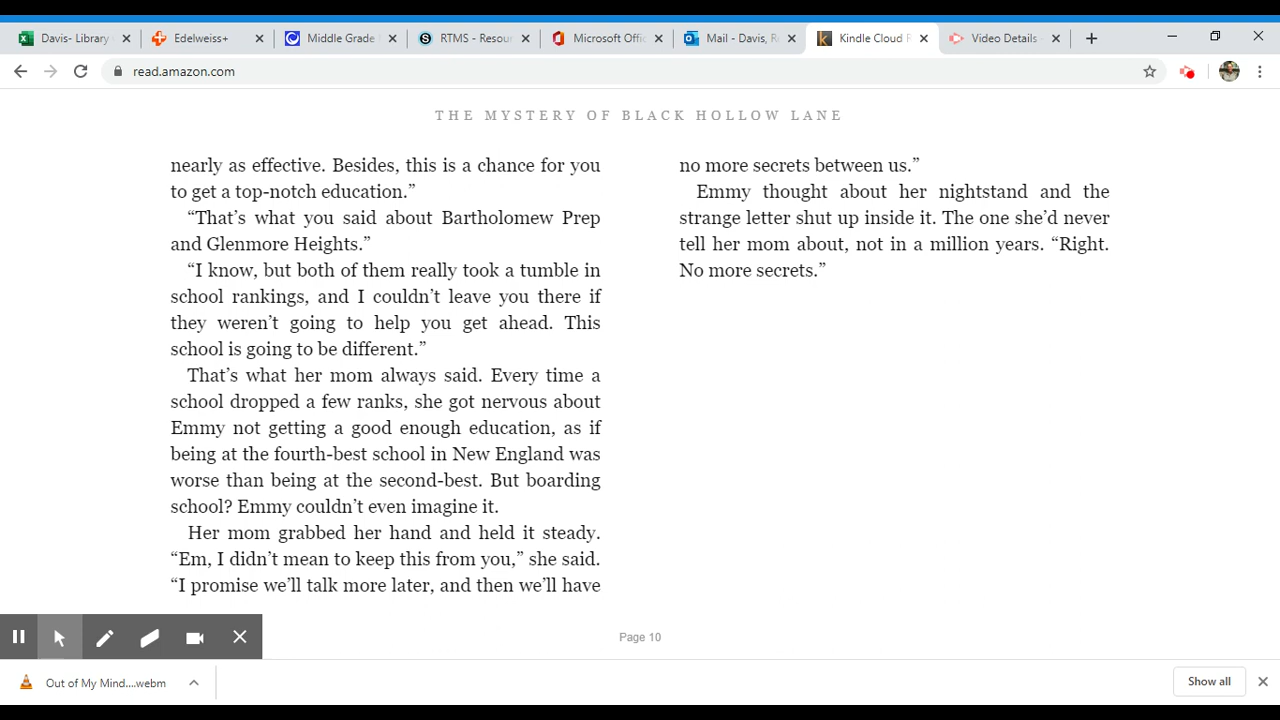 Davis- Library
Edelweiss+
Middle Grade
RTMS - Resou
Microsoft Offi
Mail - Davis, R
Kindle Cloud R
Video Details
read.amazon.com
THE MYSTERY OF BLACK HOLLOW LANE
nearly as effective. Besides, this is a chance for you
to get a top-notch education.”
“That’s what you said about Bartholomew Prep
and Glenmore Heights.”
“I know, but both of them really took a tumble in
school rankings, and I couldn’t leave you there if
they weren’t going to help you get ahead. This
school is going to be different.”
That’s what her mom always said. Every time a
school dropped a few ranks, she got nervous about
Emmy not getting a good enough education, as if
being at the fourth-best school in New England was
worse than being at the second-best. But boarding
school? Emmy couldn’t even imagine it.
Her mom grabbed her hand and held it steady.
“Em, I didn’t mean to keep this from you,” she said.
“I promise we’ll talk more later, and then we’ll have
no more secrets between us.”
Emmy thought about her nightstand and the
strange letter shut up inside it. The one she’d never
tell her mom about, not in a million years. “Right.
No more secrets.”
Page 10
Out of My Mind....webm
Show all